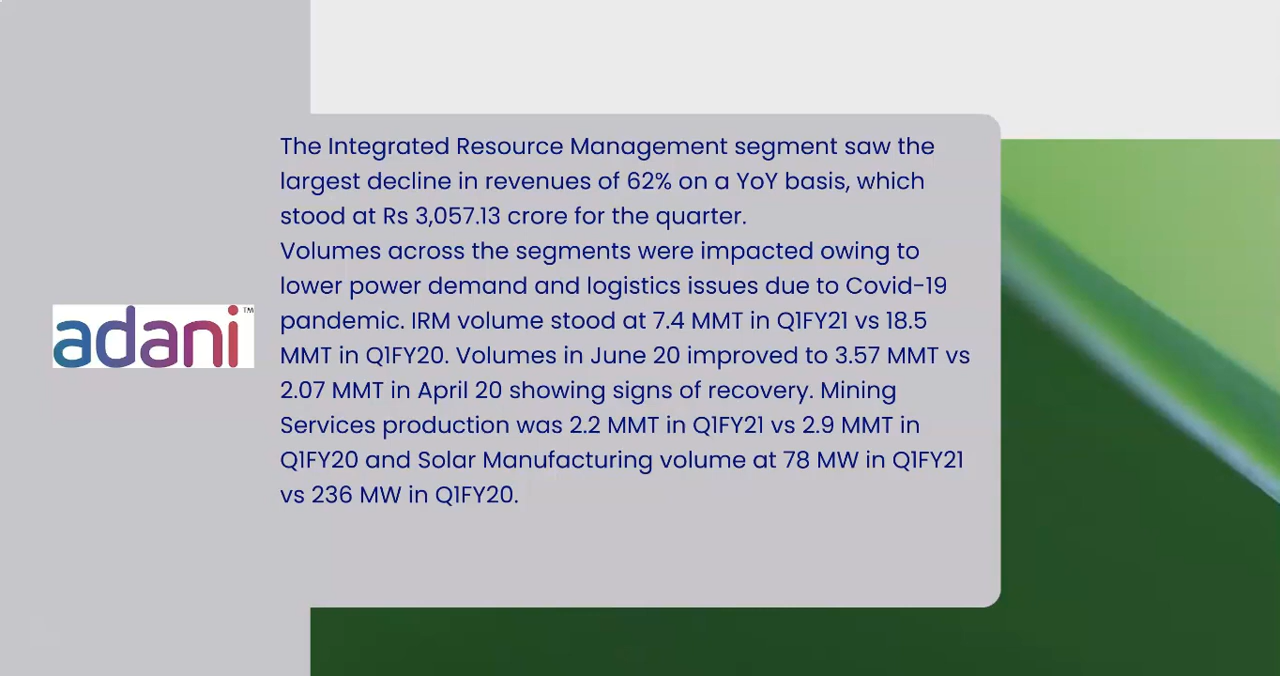 The Integrated Resource Management segment saw the
largest decline in revenues of 62% on a YoY basis, which
stood at Rs 3,057.13 crore for the quarter.
Volumes across the segments were impacted owing to
lower power demand and logistics issues due to Covid-19
pandemic. IRM volume stood at 7.4 MMT in Q1FY21 vs 18.5
MMT in Q1FY20. Volumes in June 20 improved to 3.57 MMT vs
2.07 MMT in April 20 showing signs of recovery. Mining
Services production was 2.2 MMT in Q1FY21 vs 2.9 MMT in
Q1FY20 and Solar Manufacturing volume at 78 MW in Q1FY21
vs 236 MW in Q1FY20.
adani™